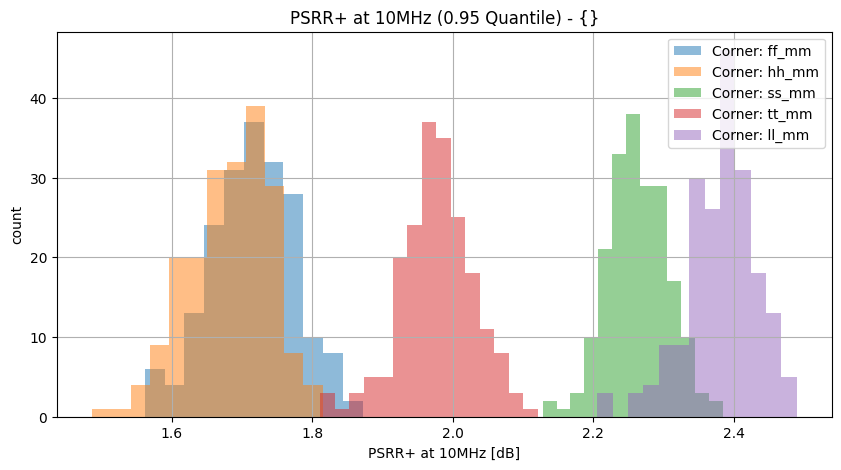 PSRR+ at 10MHz (0.95 Quantile) - {}
Corner: ff_mm
Corner: hh_mm
Corner: ss_mm
Corner: tt_mm
Corner: ll_mm
count
40
30
20
10
0
1.6
1.8
2.0
2.2
2.4
PSRR+ at 10MHz [dB]